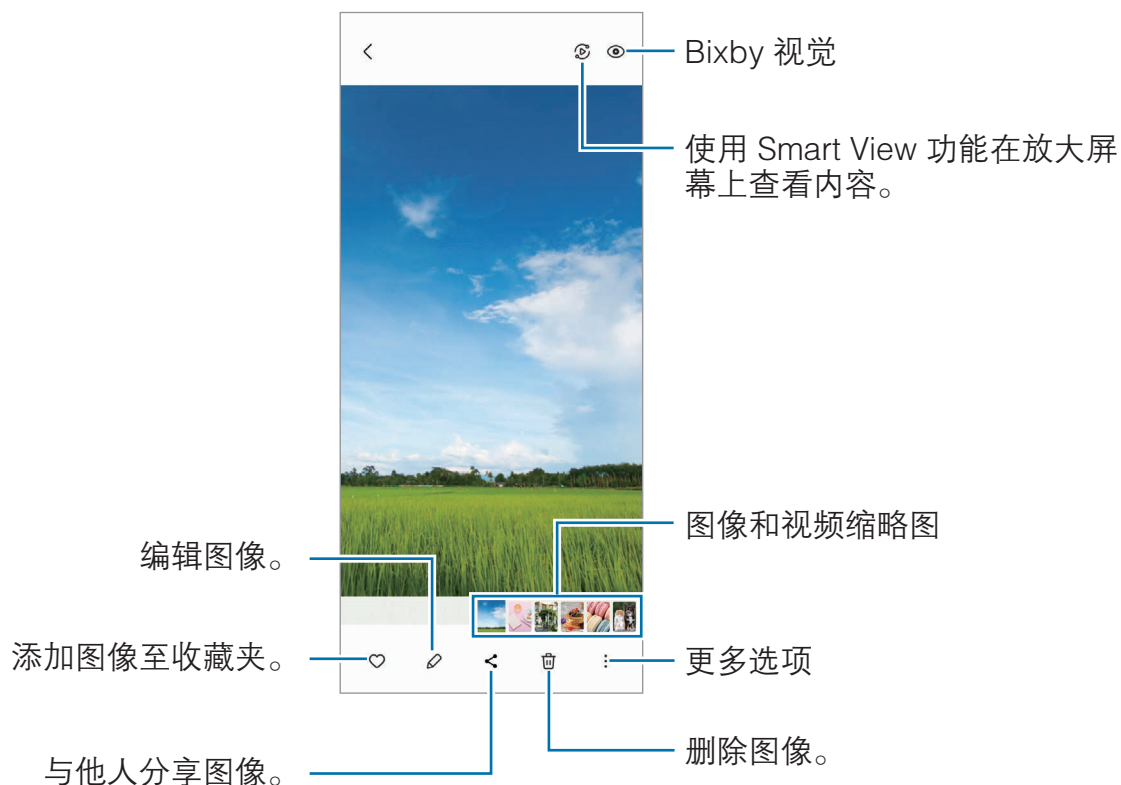 Bixby 视觉
使用 Smart View 功能在放大屏
幕上查看内容。
图像和视频缩略图
编辑图像。
添加图像至收藏夹。
更多选项
删除图像。
与他人分享图像。